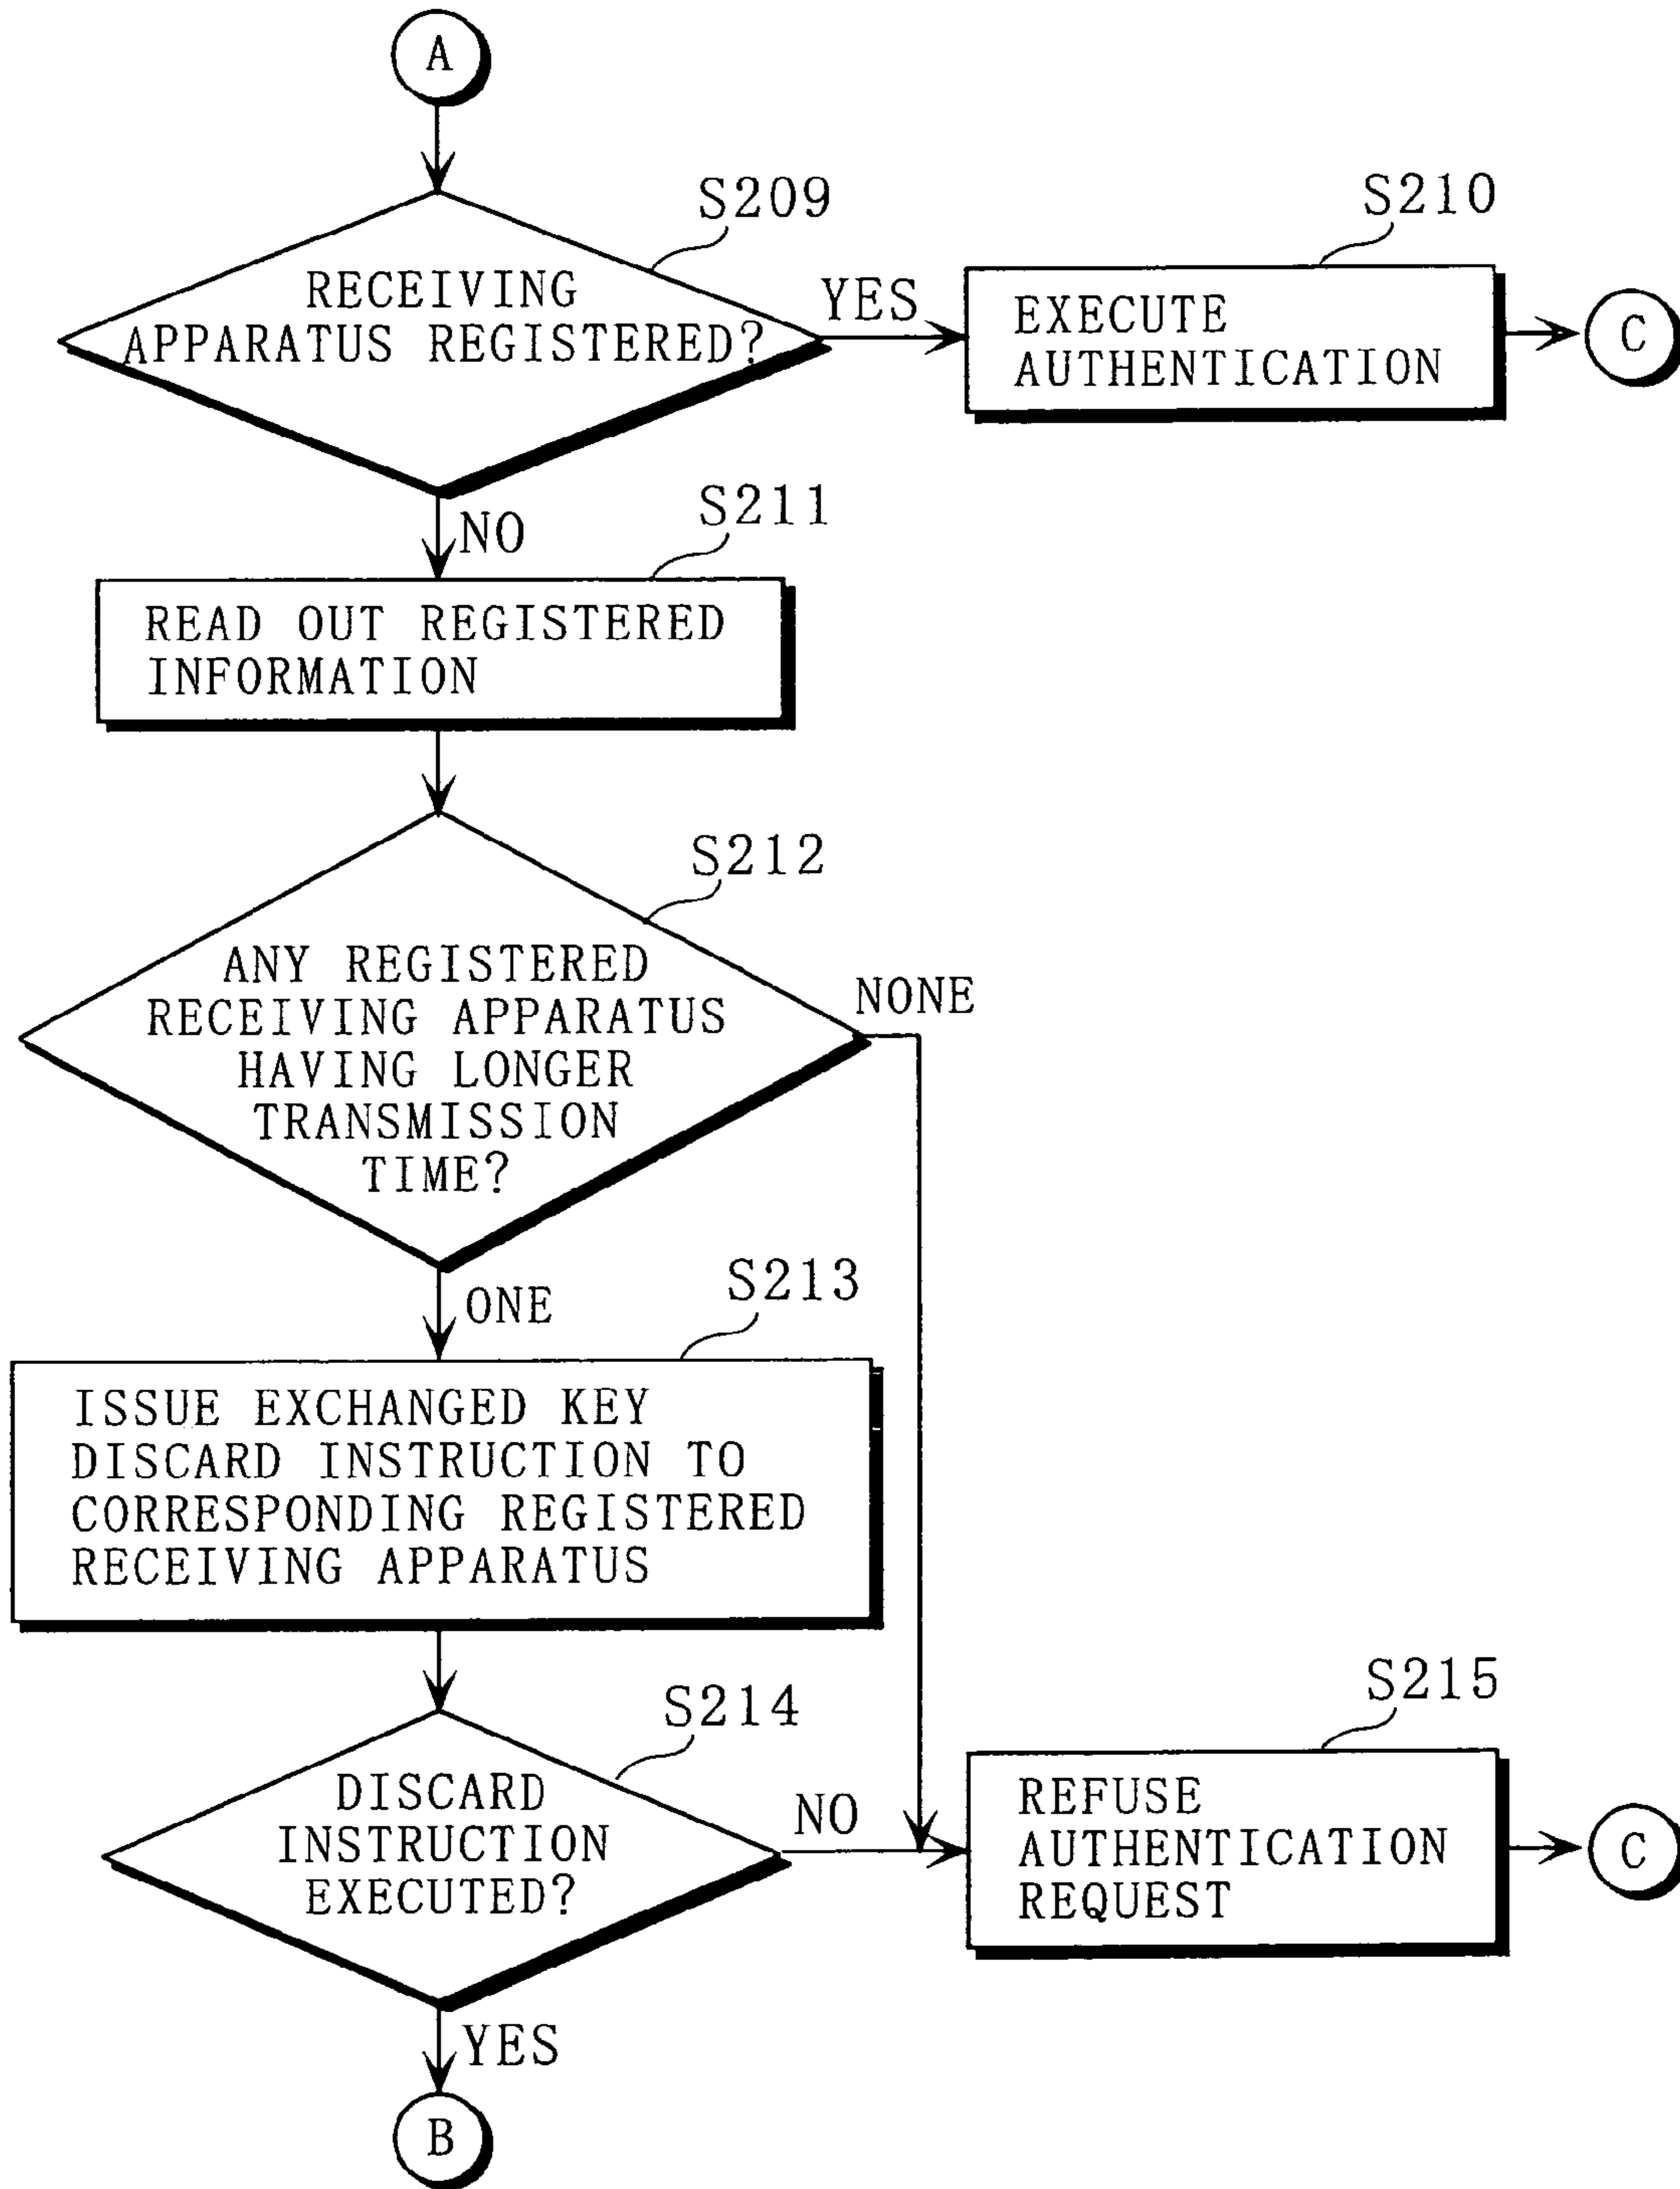 A
S209
RECEIVING
APPARATUS REGISTERED?
YES
S210
EXECUTE
AUTHENTICATION
C
NO
S211
READ OUT REGISTERED
INFORMATION
S212
ANY REGISTERED
RECEIVING APPARATUS
HAVING LONGER
TRANSMISSION
TIME?
NONE
ONE
S213
ISSUE EXCHANGED KEY
DISCARD INSTRUCTION TO
CORRESPONDING REGISTERED
RECEIVING APPARATUS
S214
DISCARD
INSTRUCTION
EXECUTED?
NO
S215
REFUSE
AUTHENTICATION
REQUEST
C
YES
B